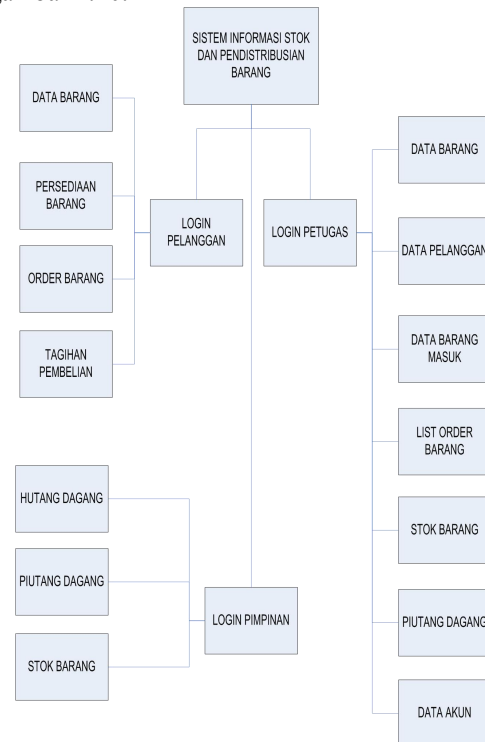 SISTEM INFORMASI STOK
DAN PENDISTRIBUSIAN
BARANG
DATA BARANG
PERSEDIAAN
BARANG
ORDER BARANG
TAGIHAN
PEMBELIAN
LOGIN
PELANGGAN
LOGIN PETUGAS
DATA BARANG
DATA PELANGGAN
DATA BARANG
MASUK
LIST ORDER
BARANG
STOK BARANG
PIUTANG DAGANG
DATA AKUN
HUTANG DAGANG
PIUTANG DAGANG
STOK BARANG
LOGIN PIMPINAN